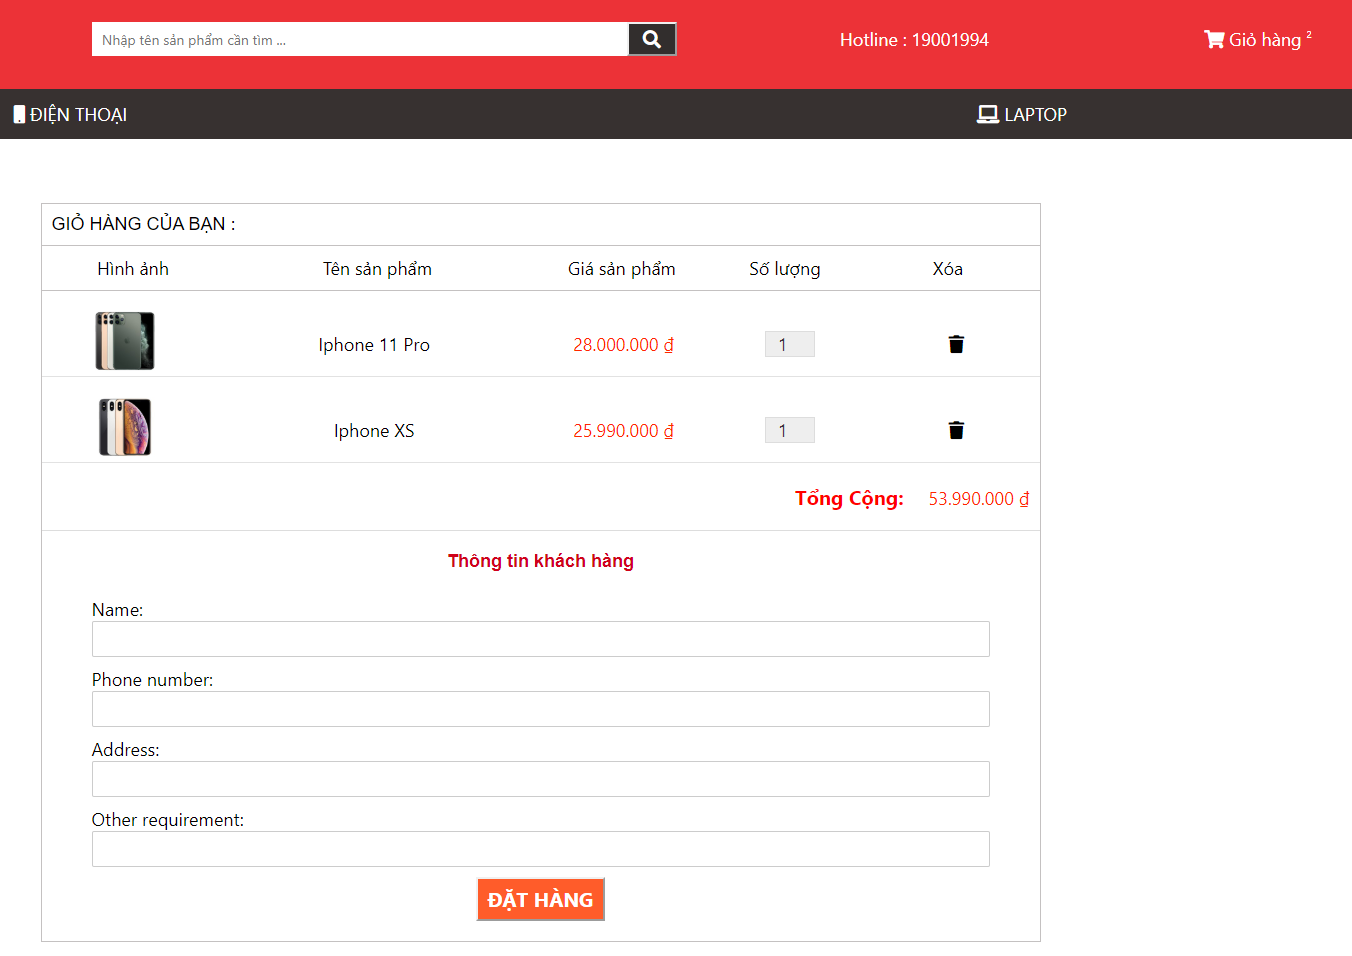 Nhập tên sản phẩm cần tìm ...
Hotline : 19001994
Giỏ hàng 2
ĐIỆN THOẠI
LAPTOP
GIỎ HÀNG CỦA BẠN :
Hình ảnh Tên sản phẩm Giá sản phẩm Số lượng Xóa
Iphone 11 Pro 28.000.000 ₫ 1
Iphone XS 25.990.000 ₫ 1
Tổng Cộng: 53.990.000 ₫
Thông tin khách hàng
Name:
Phone number:
Address:
Other requirement:
ĐẶT HÀNG